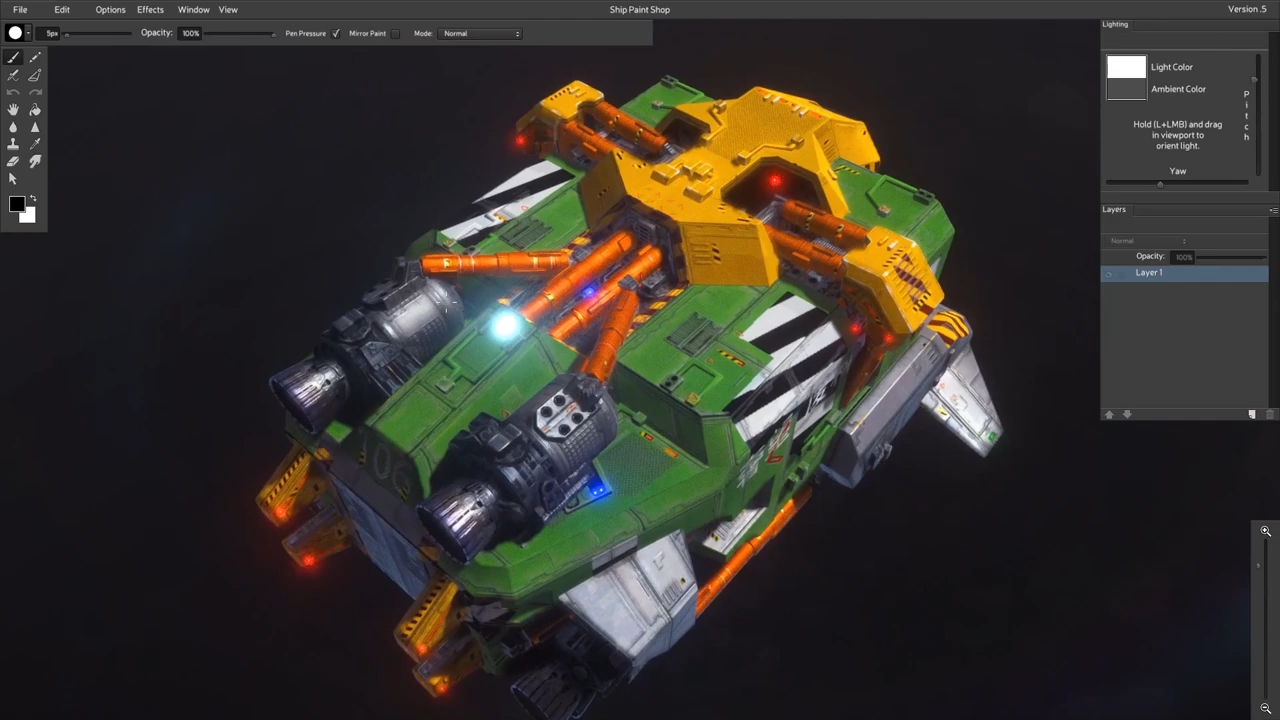 File Edit Options Effects Window View Ship Paint Shop Version .5
5px Opacity: 100% Pen Pressure Mirror Paint Mode: Normal
Lighting
Light Color
Ambient Color
Hold (L+LMB) and drag
in viewport to
orient light.
Pitch
Yaw
Layers
Normal
Opacity: 100%
Layer 1
06